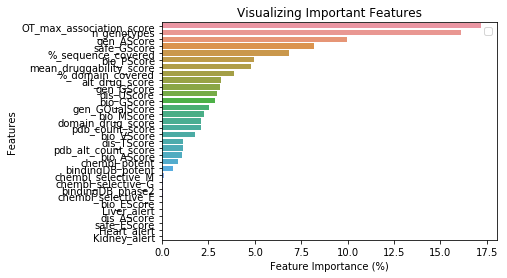 Visualizing Important Features
OT_max_association_score
n_genotypes
gen_AScore
safe_GScore
%_sequence_covered
bio_PScore
mean_druggability_score
%_domain_covered
alt_drug_score
gen_GScore
dis_UScore
bio_GScore
gen_GQualScore
bio_MScore
domain_drug_score
pdb_count_score
bio_VScore
dis_TScore
pdb_alt_count_score
bio_AScore
chembl_potent
bindingDB_potent
chembl_selective_M
chembl_selective_G
bindingDB_phase2
chembl_selective_E
bio_EScore
Liver_alert
dis_AScore
safe_EScore
Heart_alert
Kidney_alert
Features
0.0 2.5 5.0 7.5 10.0 12.5 15.0 17.5
Feature Importance (%)